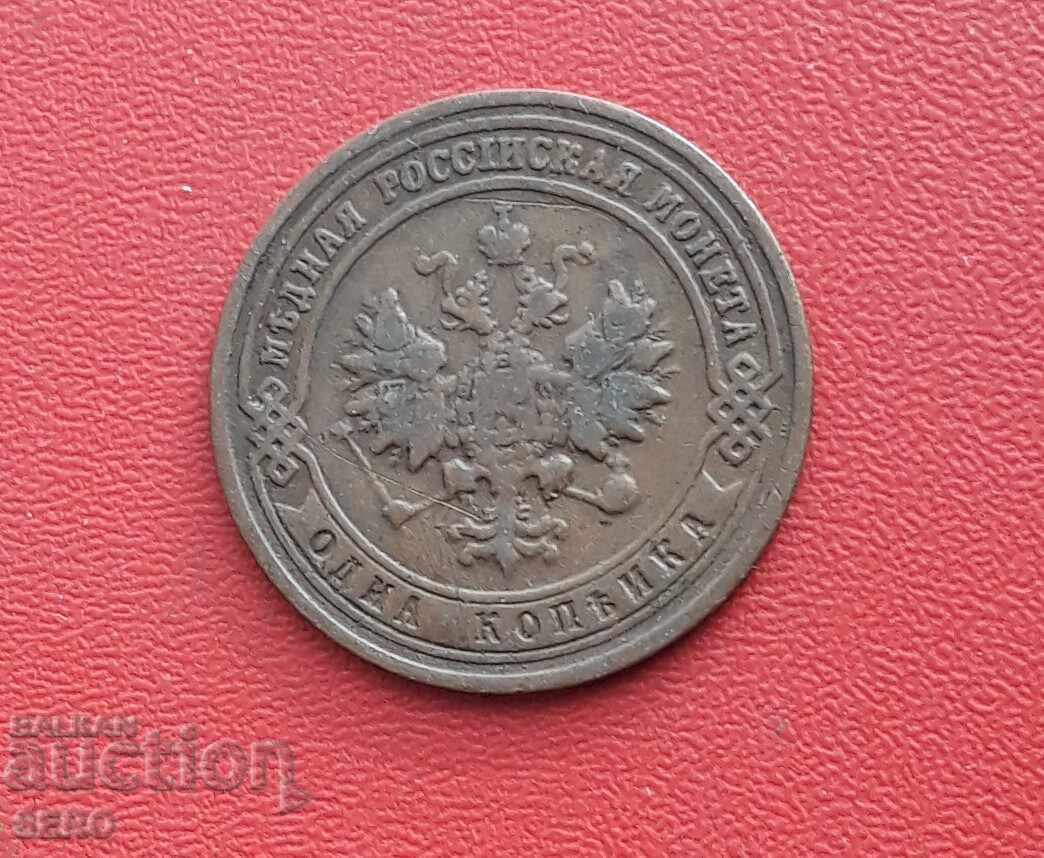 МѢДНАЯ РОССІЙСКАЯ МОНЕТА
ОДНА КОПѢЙКА
BALKAN
auction
SERO